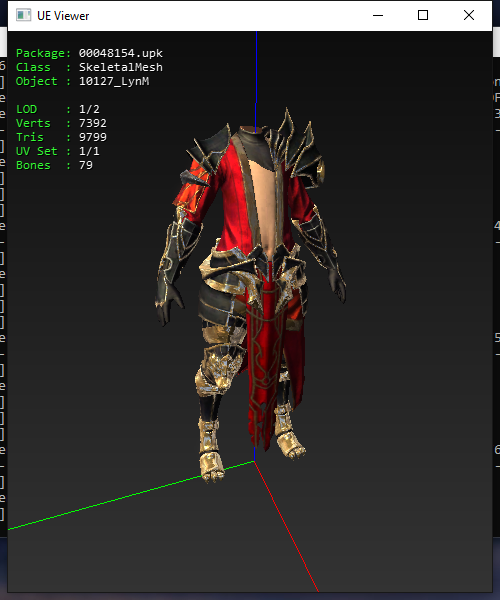 UE Viewer
Package: 00048154.upk
Class  : SkeletalMesh
Object : 10127_LynM
LOD    : 1/2
Verts  : 7392
Tris   : 9799
UV Set : 1/1
Bones  : 79